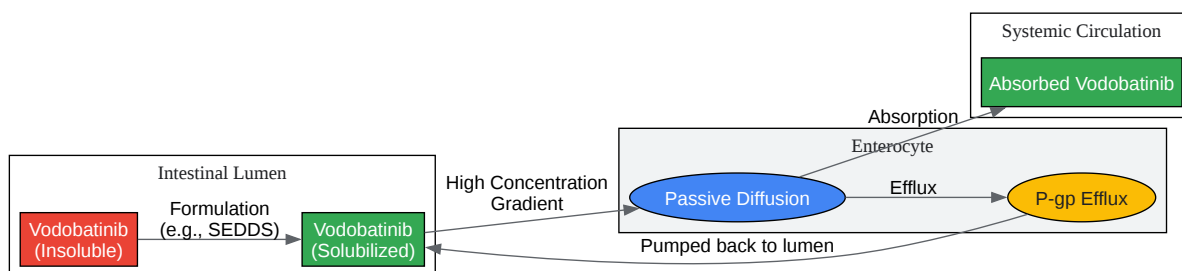 Systemic Circulation
Absorbed Vodobatinib
Absorption
Enterocyte
Intestinal Lumen
High Concentration
Gradient
Passive Diffusion
Efflux
P-gp Efflux
Formulation
(e.g., SEDDS)
Vodobatinib
(Insoluble)
Vodobatinib
(Solubilized)
Pumped back to lumen